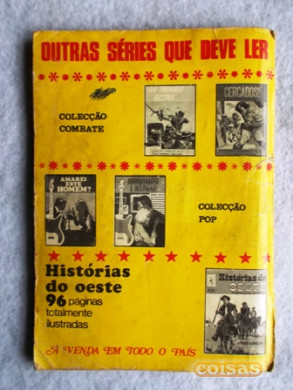 OUTRAS SÉRIES QUE DEVE LER
COLECÇÃO
COMBATE
CERCADOS!
AMAREI
ESTE
HOMEM?
COLECÇÃO
POP
Histórias
do oeste
96 páginas
totalmente
ilustradas
Histórias do
OESTE
À VENDA EM TODO O PAÍS
coisas